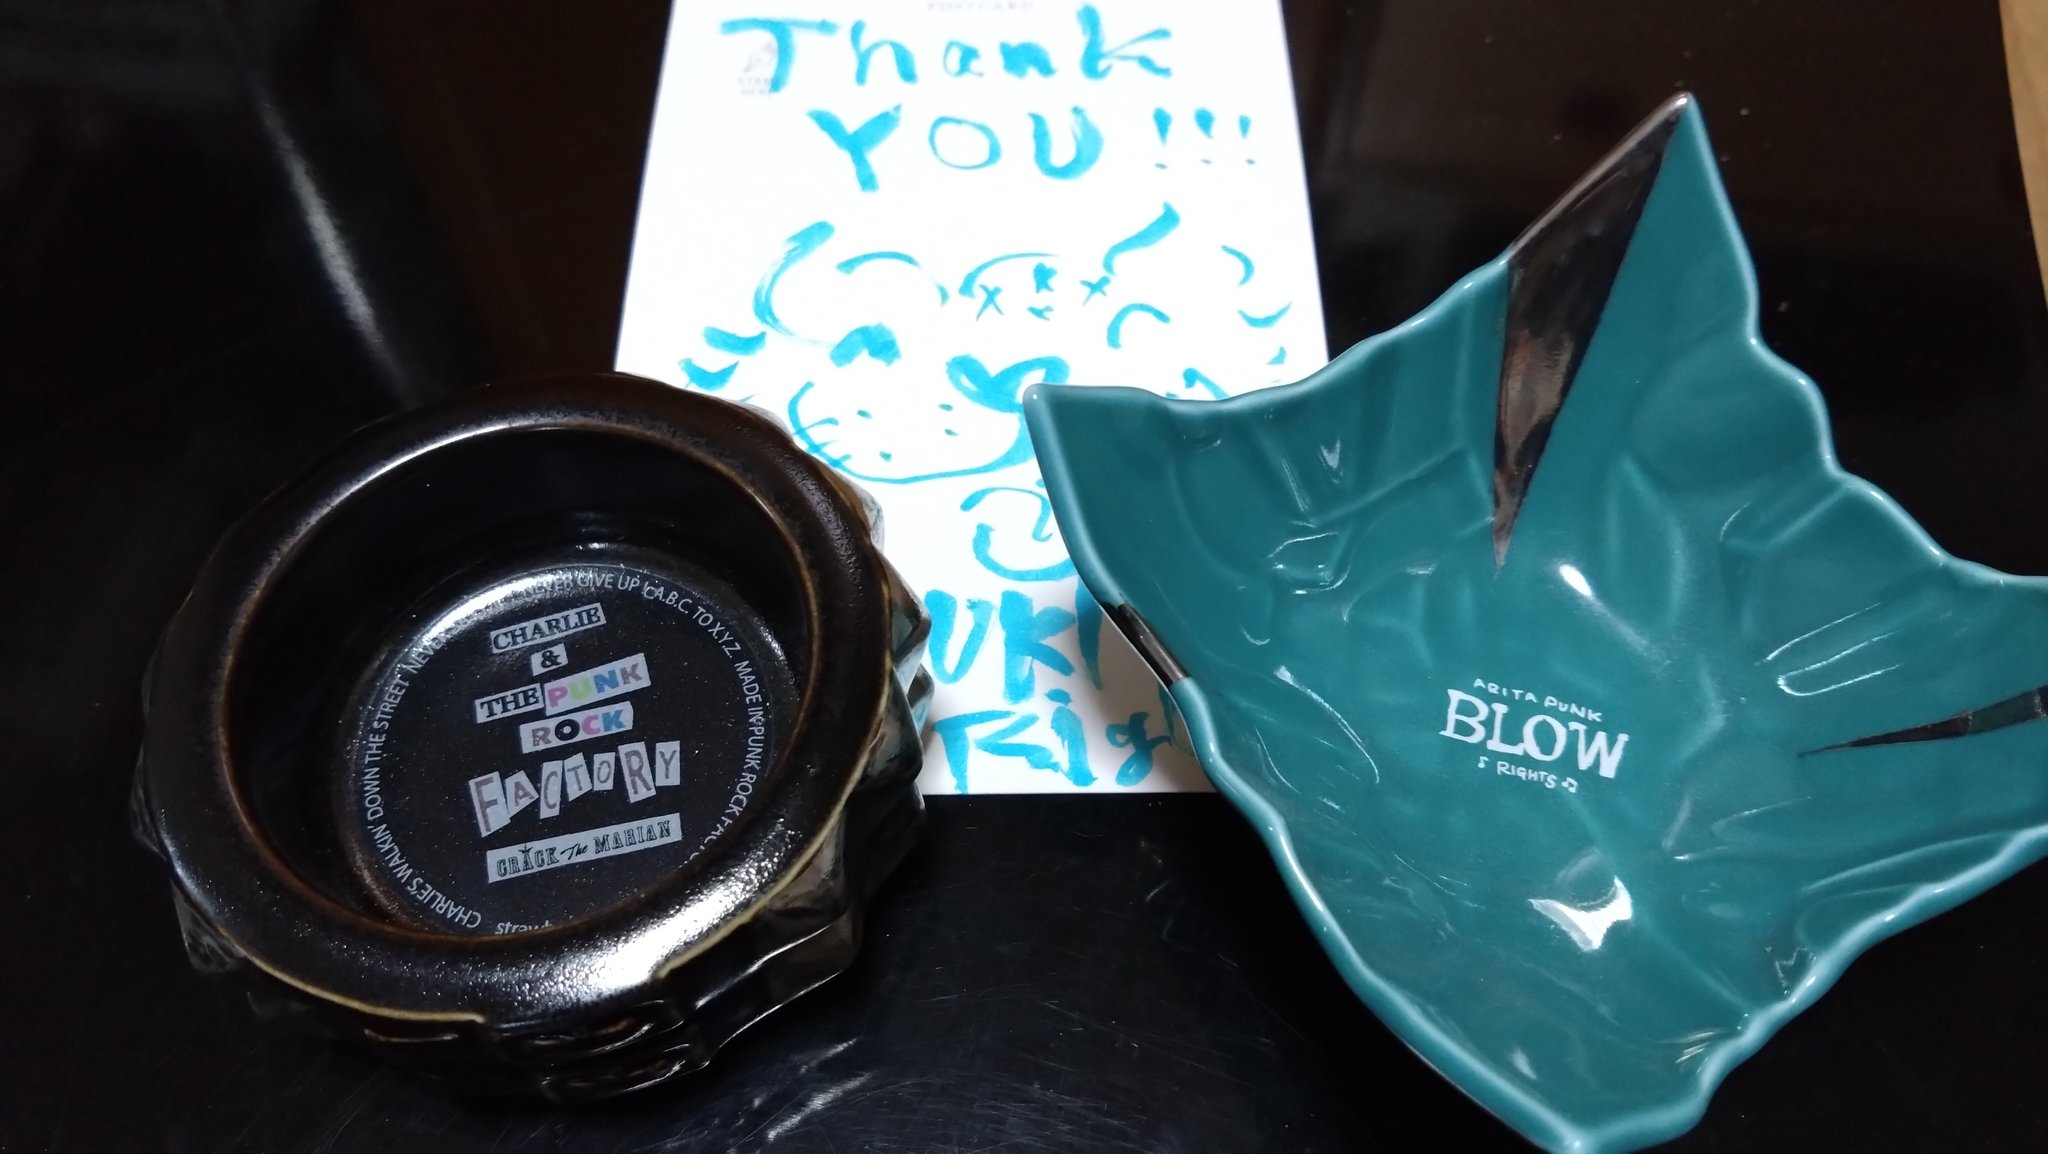 POSTCARD
Thank
YOU!!!
CHARLIE
&
THE PUNK
ROCK
FACTORY
CRACK The MARIAN
CHARLIE'S WALKIN' DOWN THE STREET' NEVER GIVE UP 'A.B.C. TO X.Y.Z. MADE IN PUNK ROCK
ARITA PUNK
BLOW
♪ RIGHTS ♫